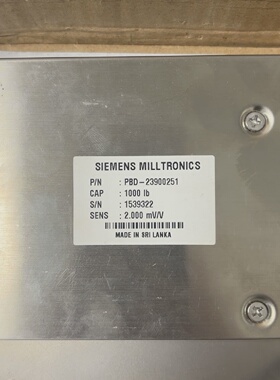 SIEMENS MILLTRONICS
P/N : PBD-23900251
CAP : 1000 lb
S/N : 1539322
SENS : 2.000 mV/V
MADE IN SRI LANKA